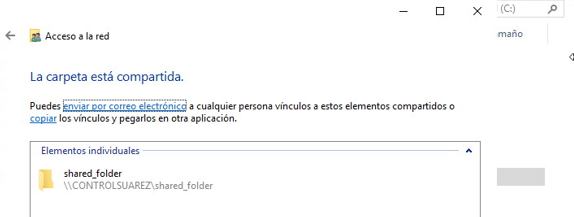 (C:)
Acceso a la red
La carpeta está compartida.
Puedes enviar por correo electrónico a cualquier persona vínculos a estos elementos compartidos o
copiar los vínculos y pegarlos en otra aplicación.
Elementos individuales
shared_folder
\\CONTROLSUAREZ\shared_folder